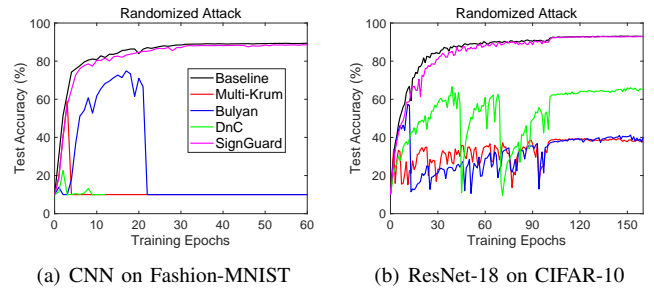 Randomized Attack
Test Accuracy (%)
100
80
60
40
20
0
0 10 20 30 40 50 60
Training Epochs
Baseline
Multi-Krum
Bulyan
DnC
SignGuard
(a) CNN on Fashion-MNIST
Randomized Attack
Test Accuracy (%)
100
80
60
40
20
0
0 30 60 90 120 150
Training Epochs
(b) ResNet-18 on CIFAR-10